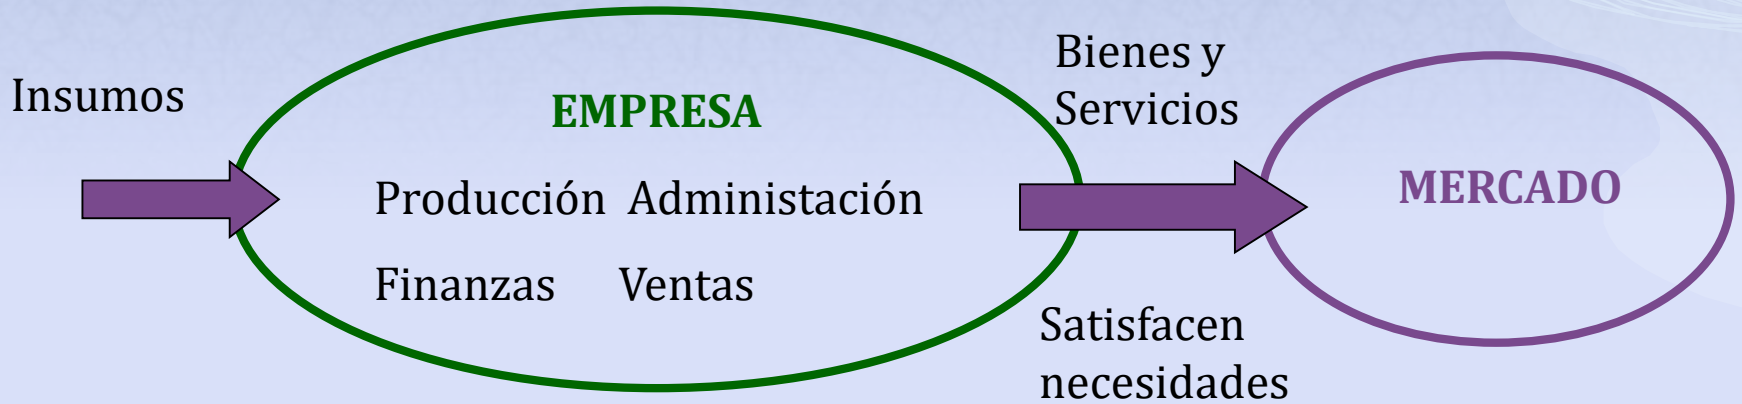 Insumos
EMPRESA
Producción Administación
Finanzas Ventas
Bienes y
Servicios
Satisfacen
necesidades
MERCADO